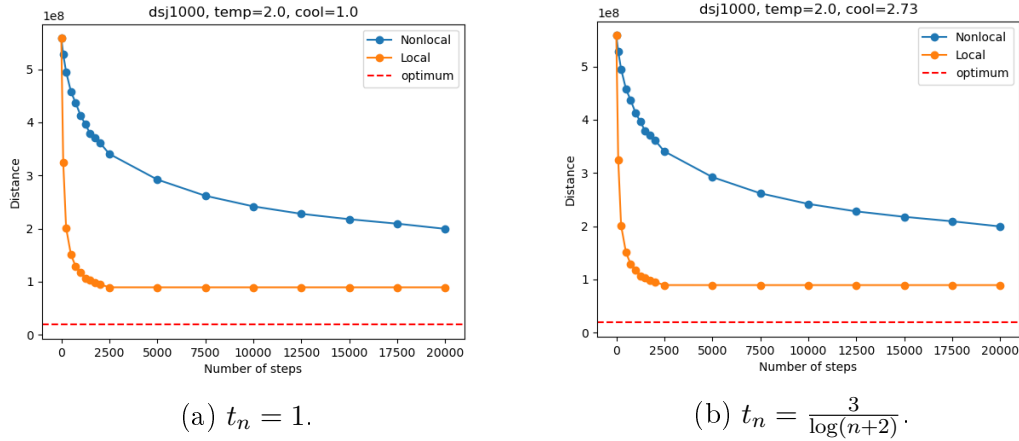 dsj1000, temp=2.0, cool=1.0
1e8
Nonlocal
Local
optimum
5
4
3
2
1
0
Distance
0 2500 5000 7500 10000 12500 15000 17500 20000
Number of steps
(a) t_n = 1.
dsj1000, temp=2.0, cool=2.73
1e8
Nonlocal
Local
optimum
5
4
3
2
1
0
Distance
0 2500 5000 7500 10000 12500 15000 17500 20000
Number of steps
(b) t_n = \frac{3}{\log(n+2)}.